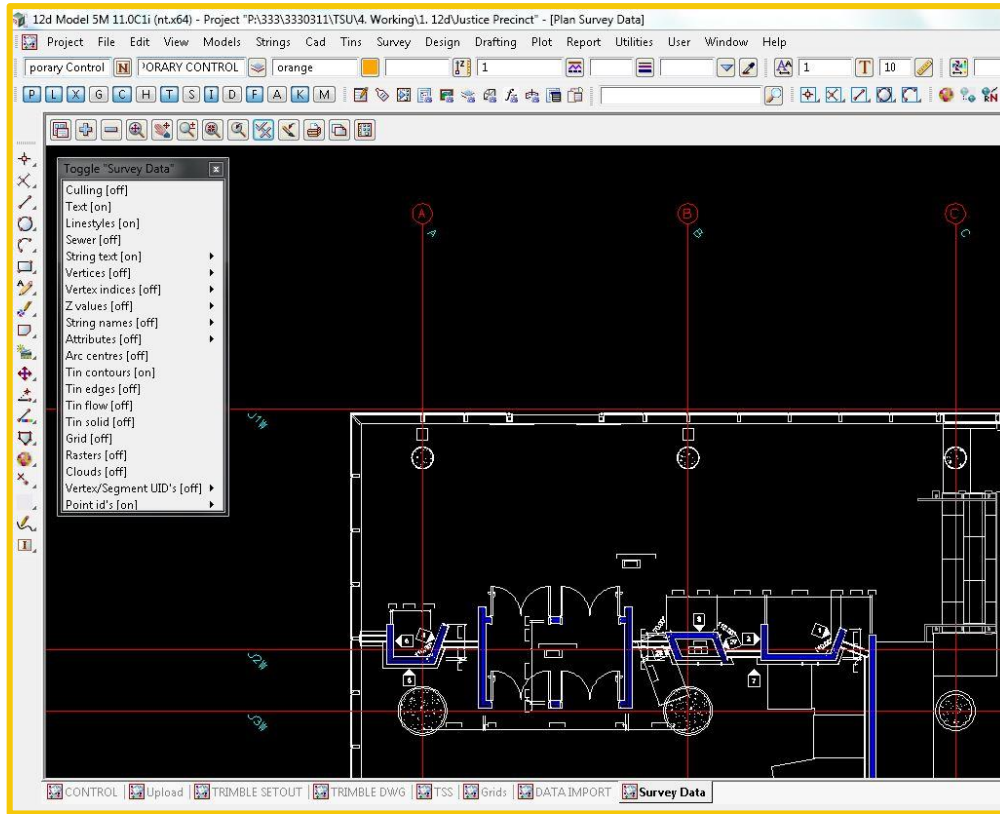 12d Model 5M 11.0C1i (nt.x64) - Project "P:\333\3330311\TSU\4. Working\1. 12d\Justice Precinct" - [Plan Survey Data]
Project File Edit View Models Strings Cad Tins Survey Design Drafting Plot Report Utilities User Window Help
porary Control N ORARY CONTROL orange 1 1 T 10
P L X G C H T S I D F A K M
Toggle "Survey Data" x
Culling [off]
Text [on]
Linestyles [on]
Sewer [off]
String text [on]
Vertices [off]
Vertex indices [off]
Z values [off]
String names [off]
Attributes [off]
Arc centres [off]
Tin contours [on]
Tin edges [off]
Tin flow [off]
Tin solid [off]
Grid [off]
Rasters [off]
Clouds [off]
Vertex/Segment UID's [off]
Point id's [on]
A B C
A B C
J1W
J2W
J3W
CONTROL Upload TRIMBLE SETOUT TRIMBLE DWG TSS Grids DATA IMPORT Survey Data